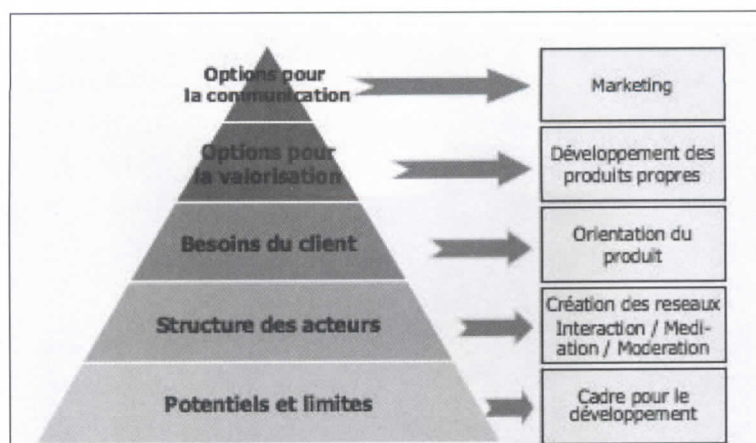 Options pour
la communication
Marketing
Options pour
la valorisation
Développement des
produits propres
Besoins du client
Orientation du
produit
Structure des acteurs
Création des reseaux
Interaction / Medi-
ation / Moderation
Potentiels et limites
Cadre pour le
développement